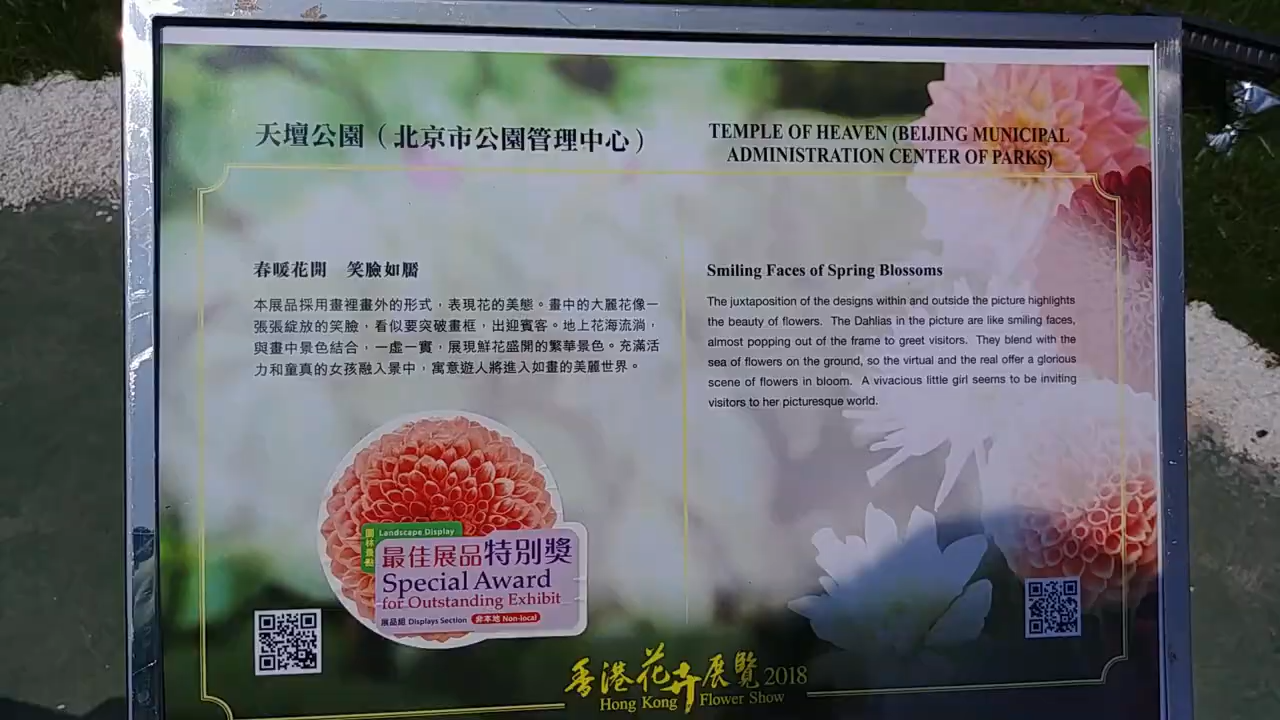 天壇公園（北京市公園管理中心）
TEMPLE OF HEAVEN (BEIJING MUNICIPAL
ADMINISTRATION CENTER OF PARKS)
春暖花開　笑臉如靨
本展品採用畫裡畫外的形式，表現花的美態。畫中的大麗花像一
張張綻放的笑臉，看似要突破畫框，出迎賓客。地上花海流淌，
與畫中景色結合，一虛一實，展現鮮花盛開的繁華景色。充滿活
力和童真的女孩融入景中，寓意遊人將進入如畫的美麗世界。
Smiling Faces of Spring Blossoms
The juxtaposition of the designs within and outside the picture highlights
the beauty of flowers.  The Dahlias in the picture are like smiling faces,
almost popping out of the frame to greet visitors.  They blend with the
sea of flowers on the ground, so the virtual and the real offer a glorious
scene of flowers in bloom.  A vivacious little girl seems to be inviting
visitors to her picturesque world.
園林景點
Landscape Display
最佳展品特別獎
Special Award
for Outstanding Exhibit
展品組 Displays Section 非本地 Non-local
香港花卉展覽 2018
Hong Kong Flower Show